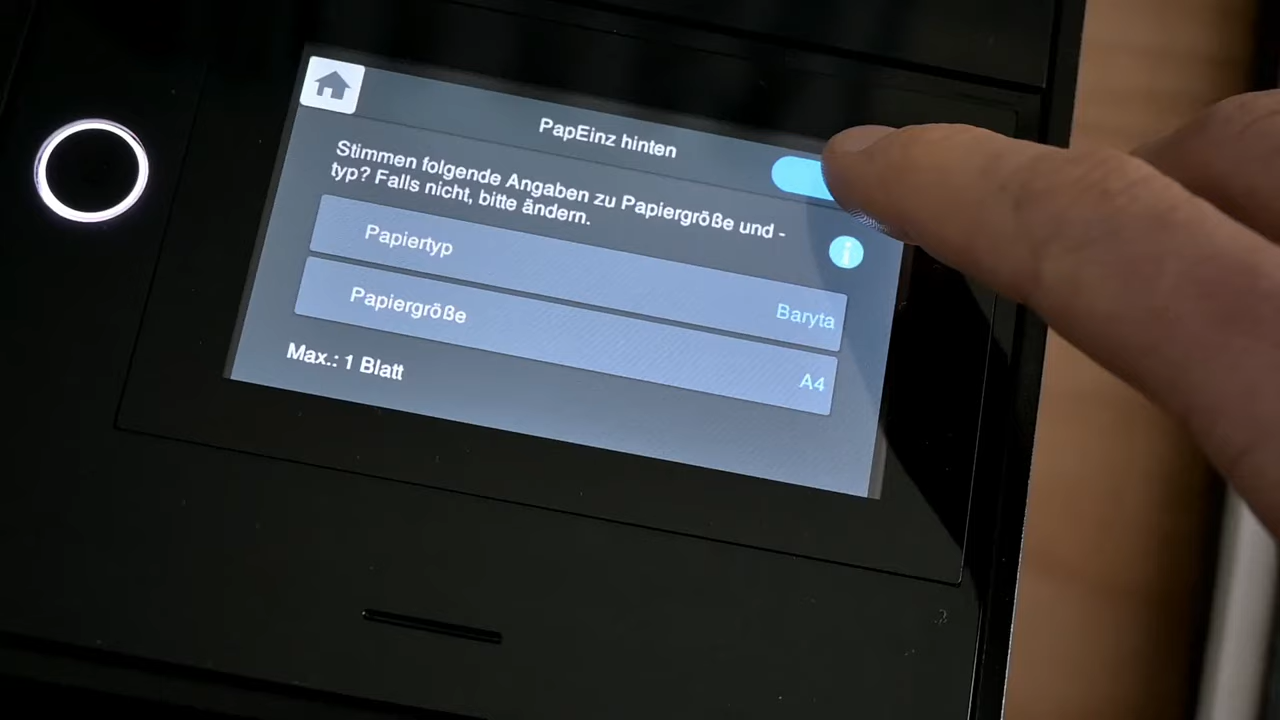 PapEinz hinten
Stimmen folgende Angaben zu Papiergröße und -
typ? Falls nicht, bitte ändern.
Papiertyp
Baryta
Papiergröße
A4
Max.: 1 Blatt